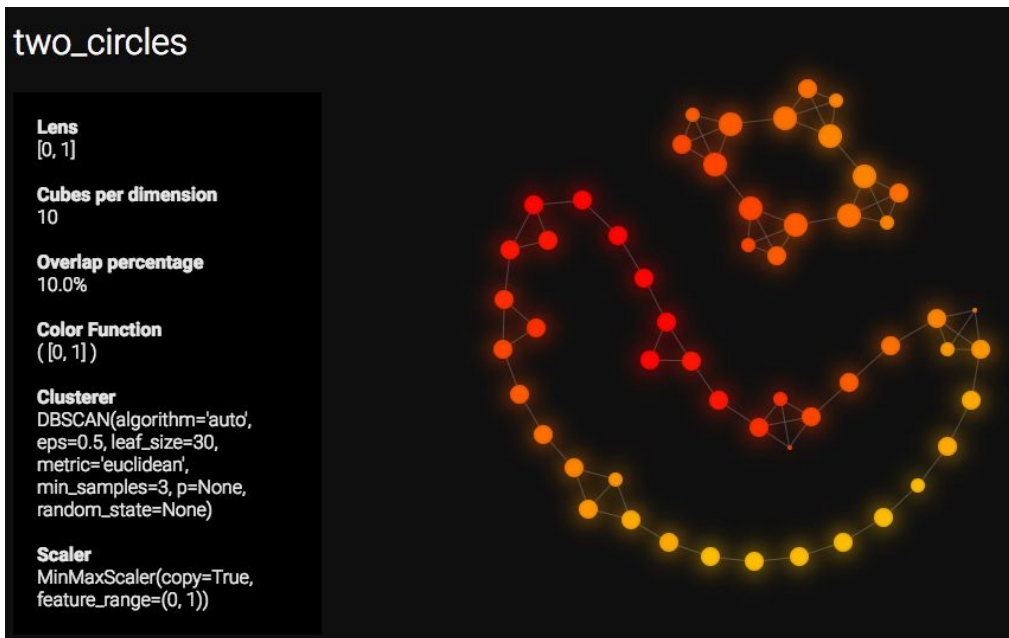 two_circles
Lens
[0, 1]
Cubes per dimension
10
Overlap percentage
10.0%
Color Function
( [0, 1] )
Clusterer
DBSCAN(algorithm='auto',
eps=0.5, leaf_size=30,
metric='euclidean',
min_samples=3, p=None,
random_state=None)
Scaler
MinMaxScaler(copy=True,
feature_range=(0, 1))